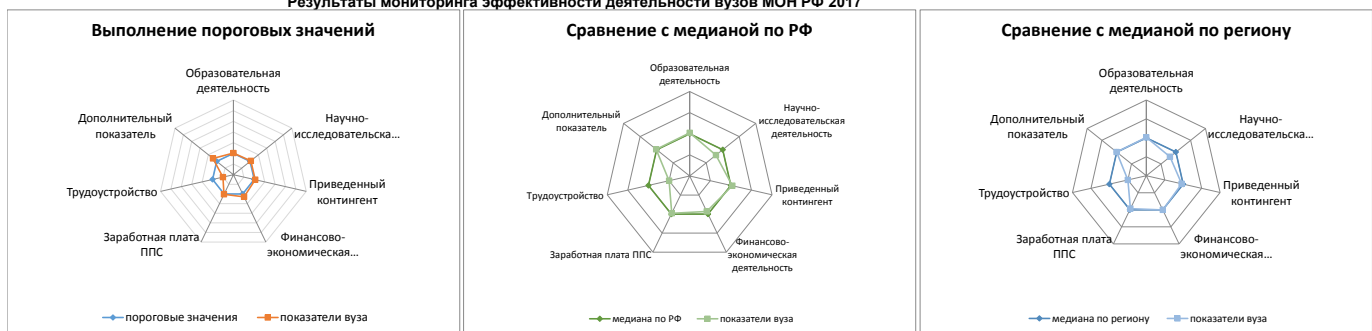 Результаты мониторинга эффективности деятельности вузов МОН РФ 2017
Выполнение пороговых значений
Образовательная
деятельность
Научно-
исследовательска...
Приведенный
контингент
Финансово-
экономическая...
Заработная плата
ППС
Трудоустройство
Дополнительный
показатель
пороговые значения
показатели вуза
Сравнение с медианой по РФ
Образовательная
деятельность
Научно-
исследовательская
деятельность
Приведенный
контингент
Финансово-
экономическая
деятельность
Заработная плата ППС
Трудоустройство
Дополнительный
показатель
медиана по РФ
показатели вуза
Сравнение с медианой по региону
Образовательная
деятельность
Научно-
исследовательска...
Приведенный
контингент
Финансово-
экономическая...
Заработная плата
ППС
Трудоустройство
Дополнительный
показатель
медиана по региону
показатели вуза